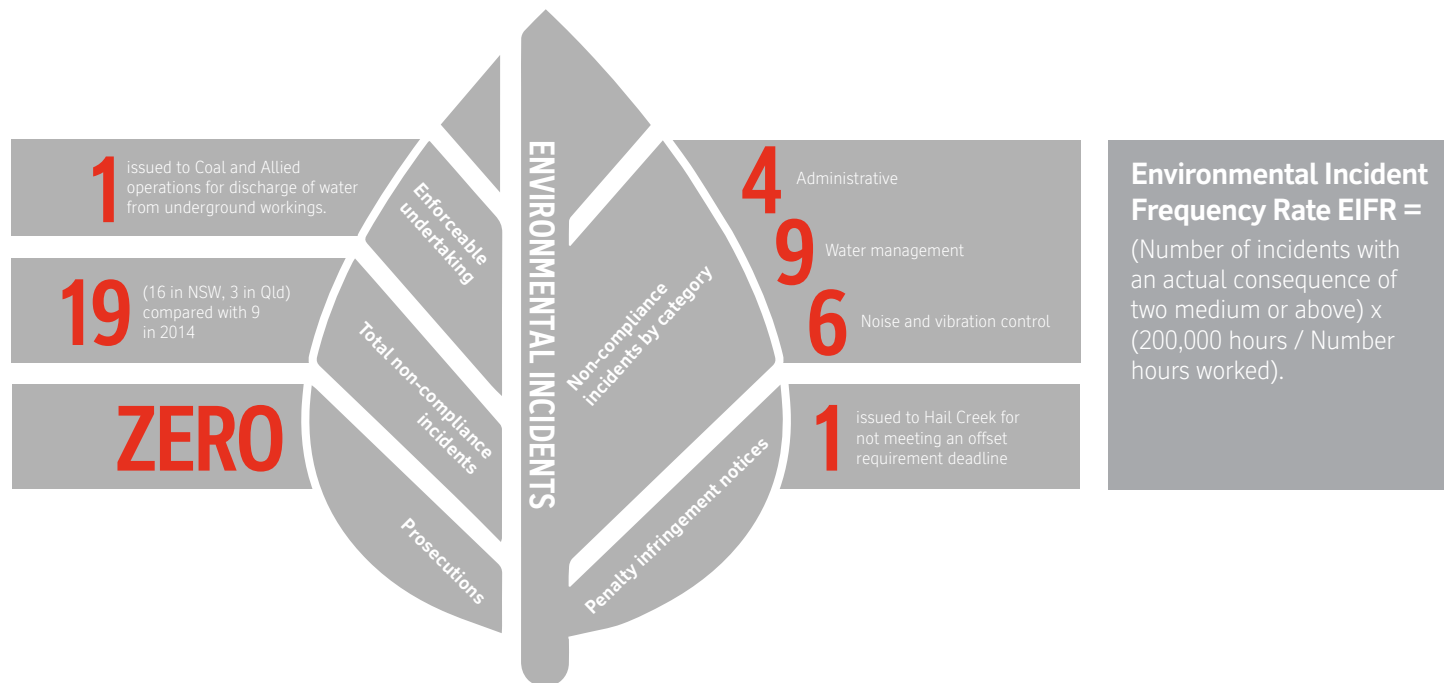 ENVIRONMENTAL INCIDENTS
1
issued to Coal and Allied
operations for discharge of water
from underground workings.
Enforceable
undertaking
19
(16 in NSW, 3 in Qld)
compared with 9
in 2014
Total non-compliance
incidents
ZERO
Prosecutions
Non-compliance
incidents by category
4
Administrative
9
Water management
6
Noise and vibration control
Penalty infringement notices
1
issued to Hail Creek for
not meeting an offset
requirement deadline
Environmental Incident
Frequency Rate EIFR =
(Number of incidents with
an actual consequence of
two medium or above) x
(200,000 hours / Number
hours worked).